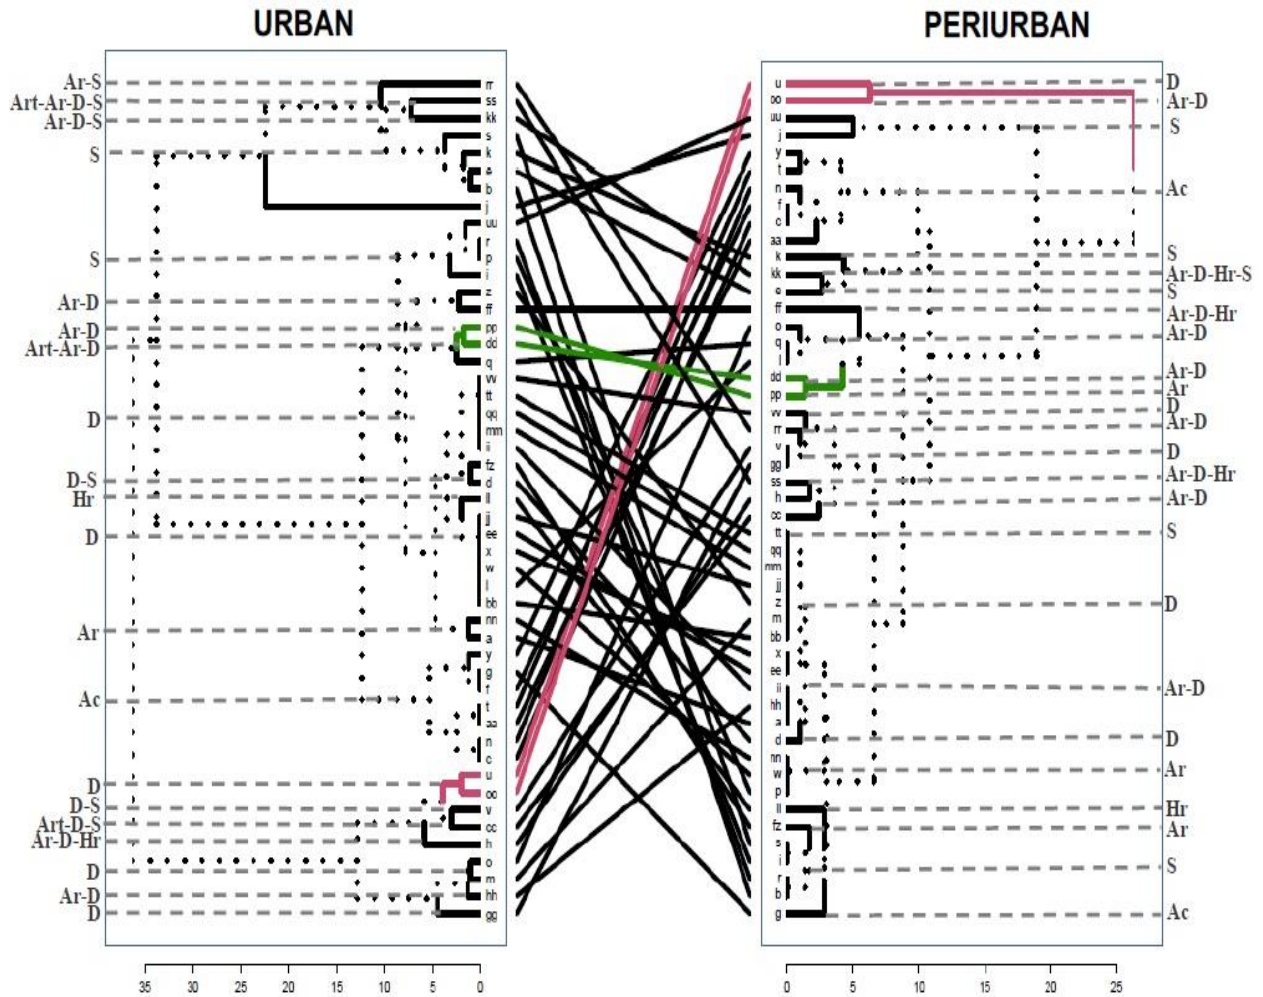 URBAN
Ar-S
Art-Ar-D-S
Ar-D-S
S
S
Ar-D
Ar-D
Art-Ar-D
D
D-S
Hr
D
Ar
Ac
D
D-S
Art-D-S
Ar-D-Hr
D
Ar-D
D
rr
ss
kk
s
k
b
j
uu
r
p
i
z
ff
pp
dd
q
vv
tt
qq
mm
ii
fz
d
ll
jj
ee
x
w
l
bb
nn
a
y
g
f
t
aa
n
c
u
oo
v
cc
h
o
m
hh
gg
35 30 25 20 15 10 5 0
PERIURBAN
u
oo
uu
j
y
t
n
f
c
aa
k
kk
e
ff
o
q
l
dd
pp
vv
rr
v
gg
ss
h
cc
tt
qq
mm
jj
z
m
bb
x
ee
ii
hh
a
d
nn
w
p
ll
fz
s
i
r
b
g
D
Ar-D
S
Ac
S
Ar-D-Hr-S
S
Ar-D-Hr
Ar-D
Ar-D
Ar
D
Ar-D
D
Ar-D-Hr
Ar-D
S
D
Ar-D
D
Ar
Hr
Ar
S
Ac
0 5 10 15 20 25